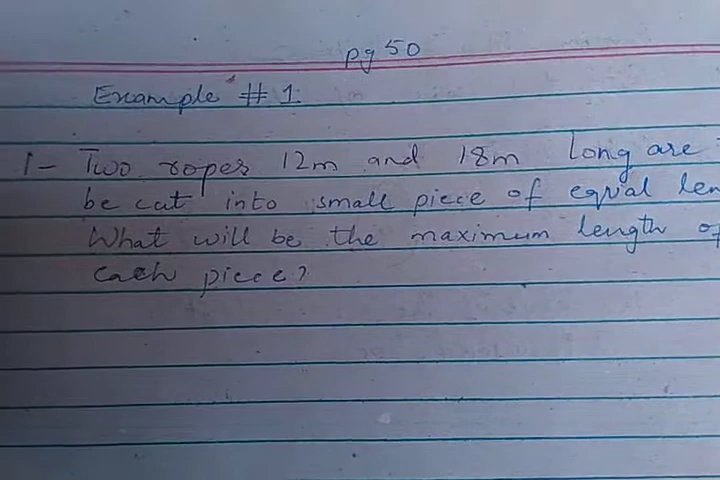 pg 50
Example # 1
1- Two ropes 12m and 18m long are
be cut into small piece of equal len
What will be the maximum length of
each piece?